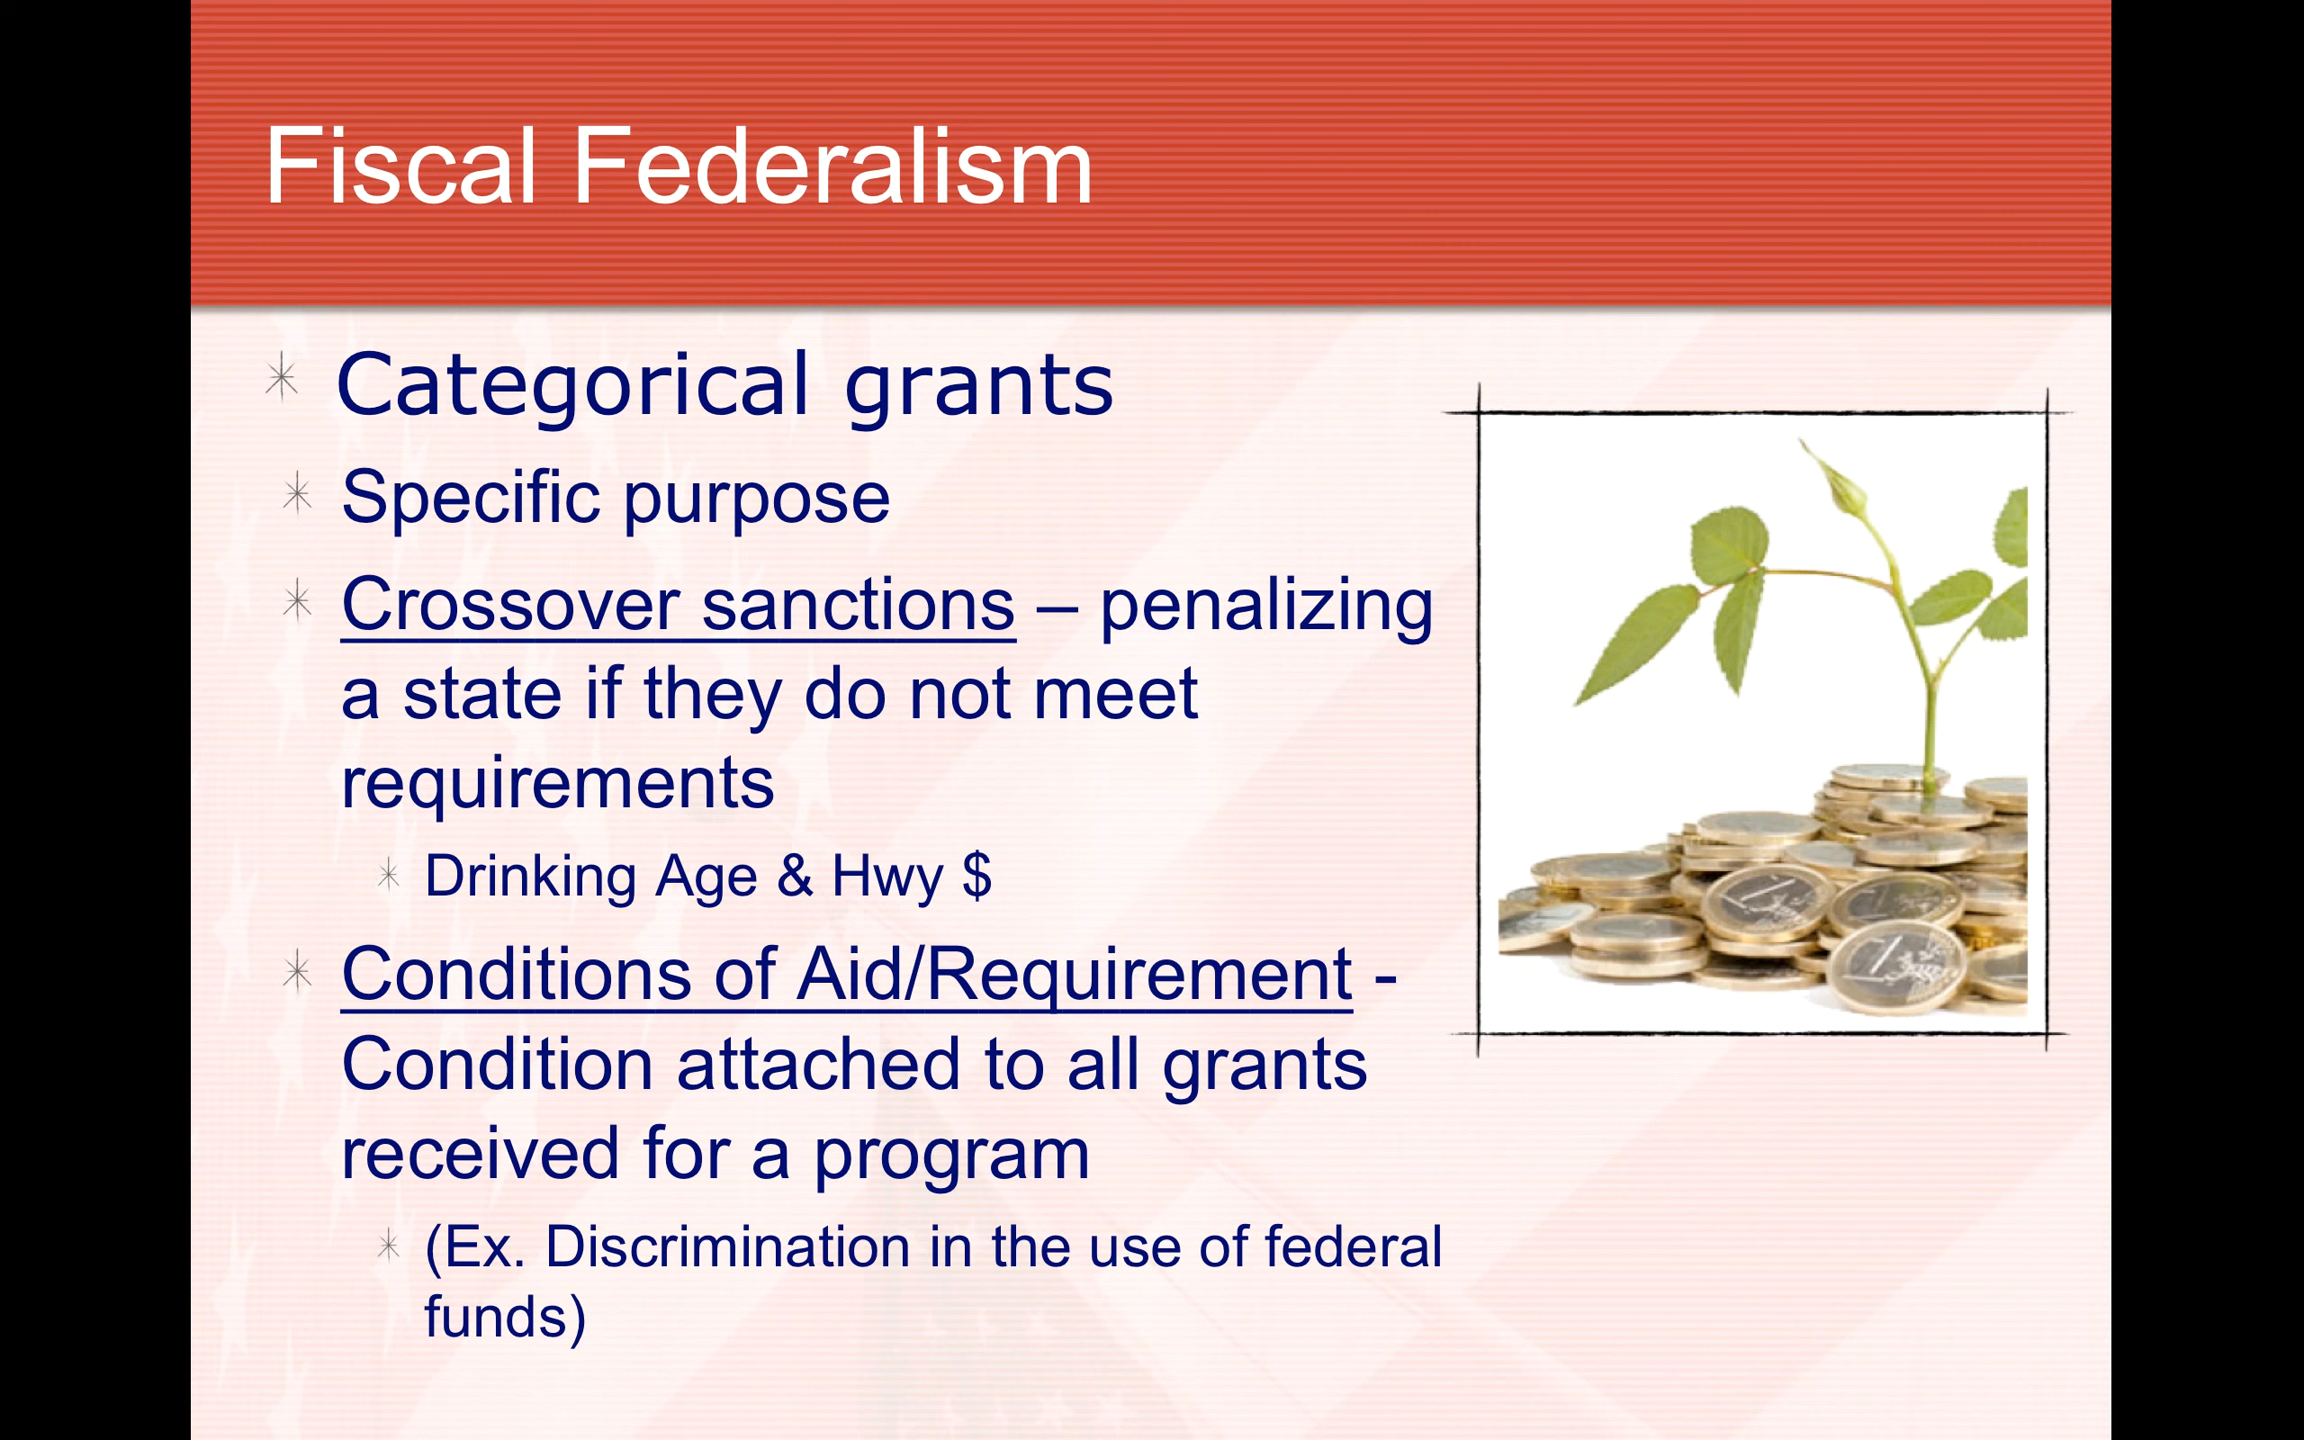 Fiscal Federalism
Categorical grants
Specific purpose
Crossover sanctions – penalizing
a state if they do not meet
requirements
Drinking Age & Hwy $
Conditions of Aid/Requirement -
Condition attached to all grants
received for a program
(Ex. Discrimination in the use of federal
funds)